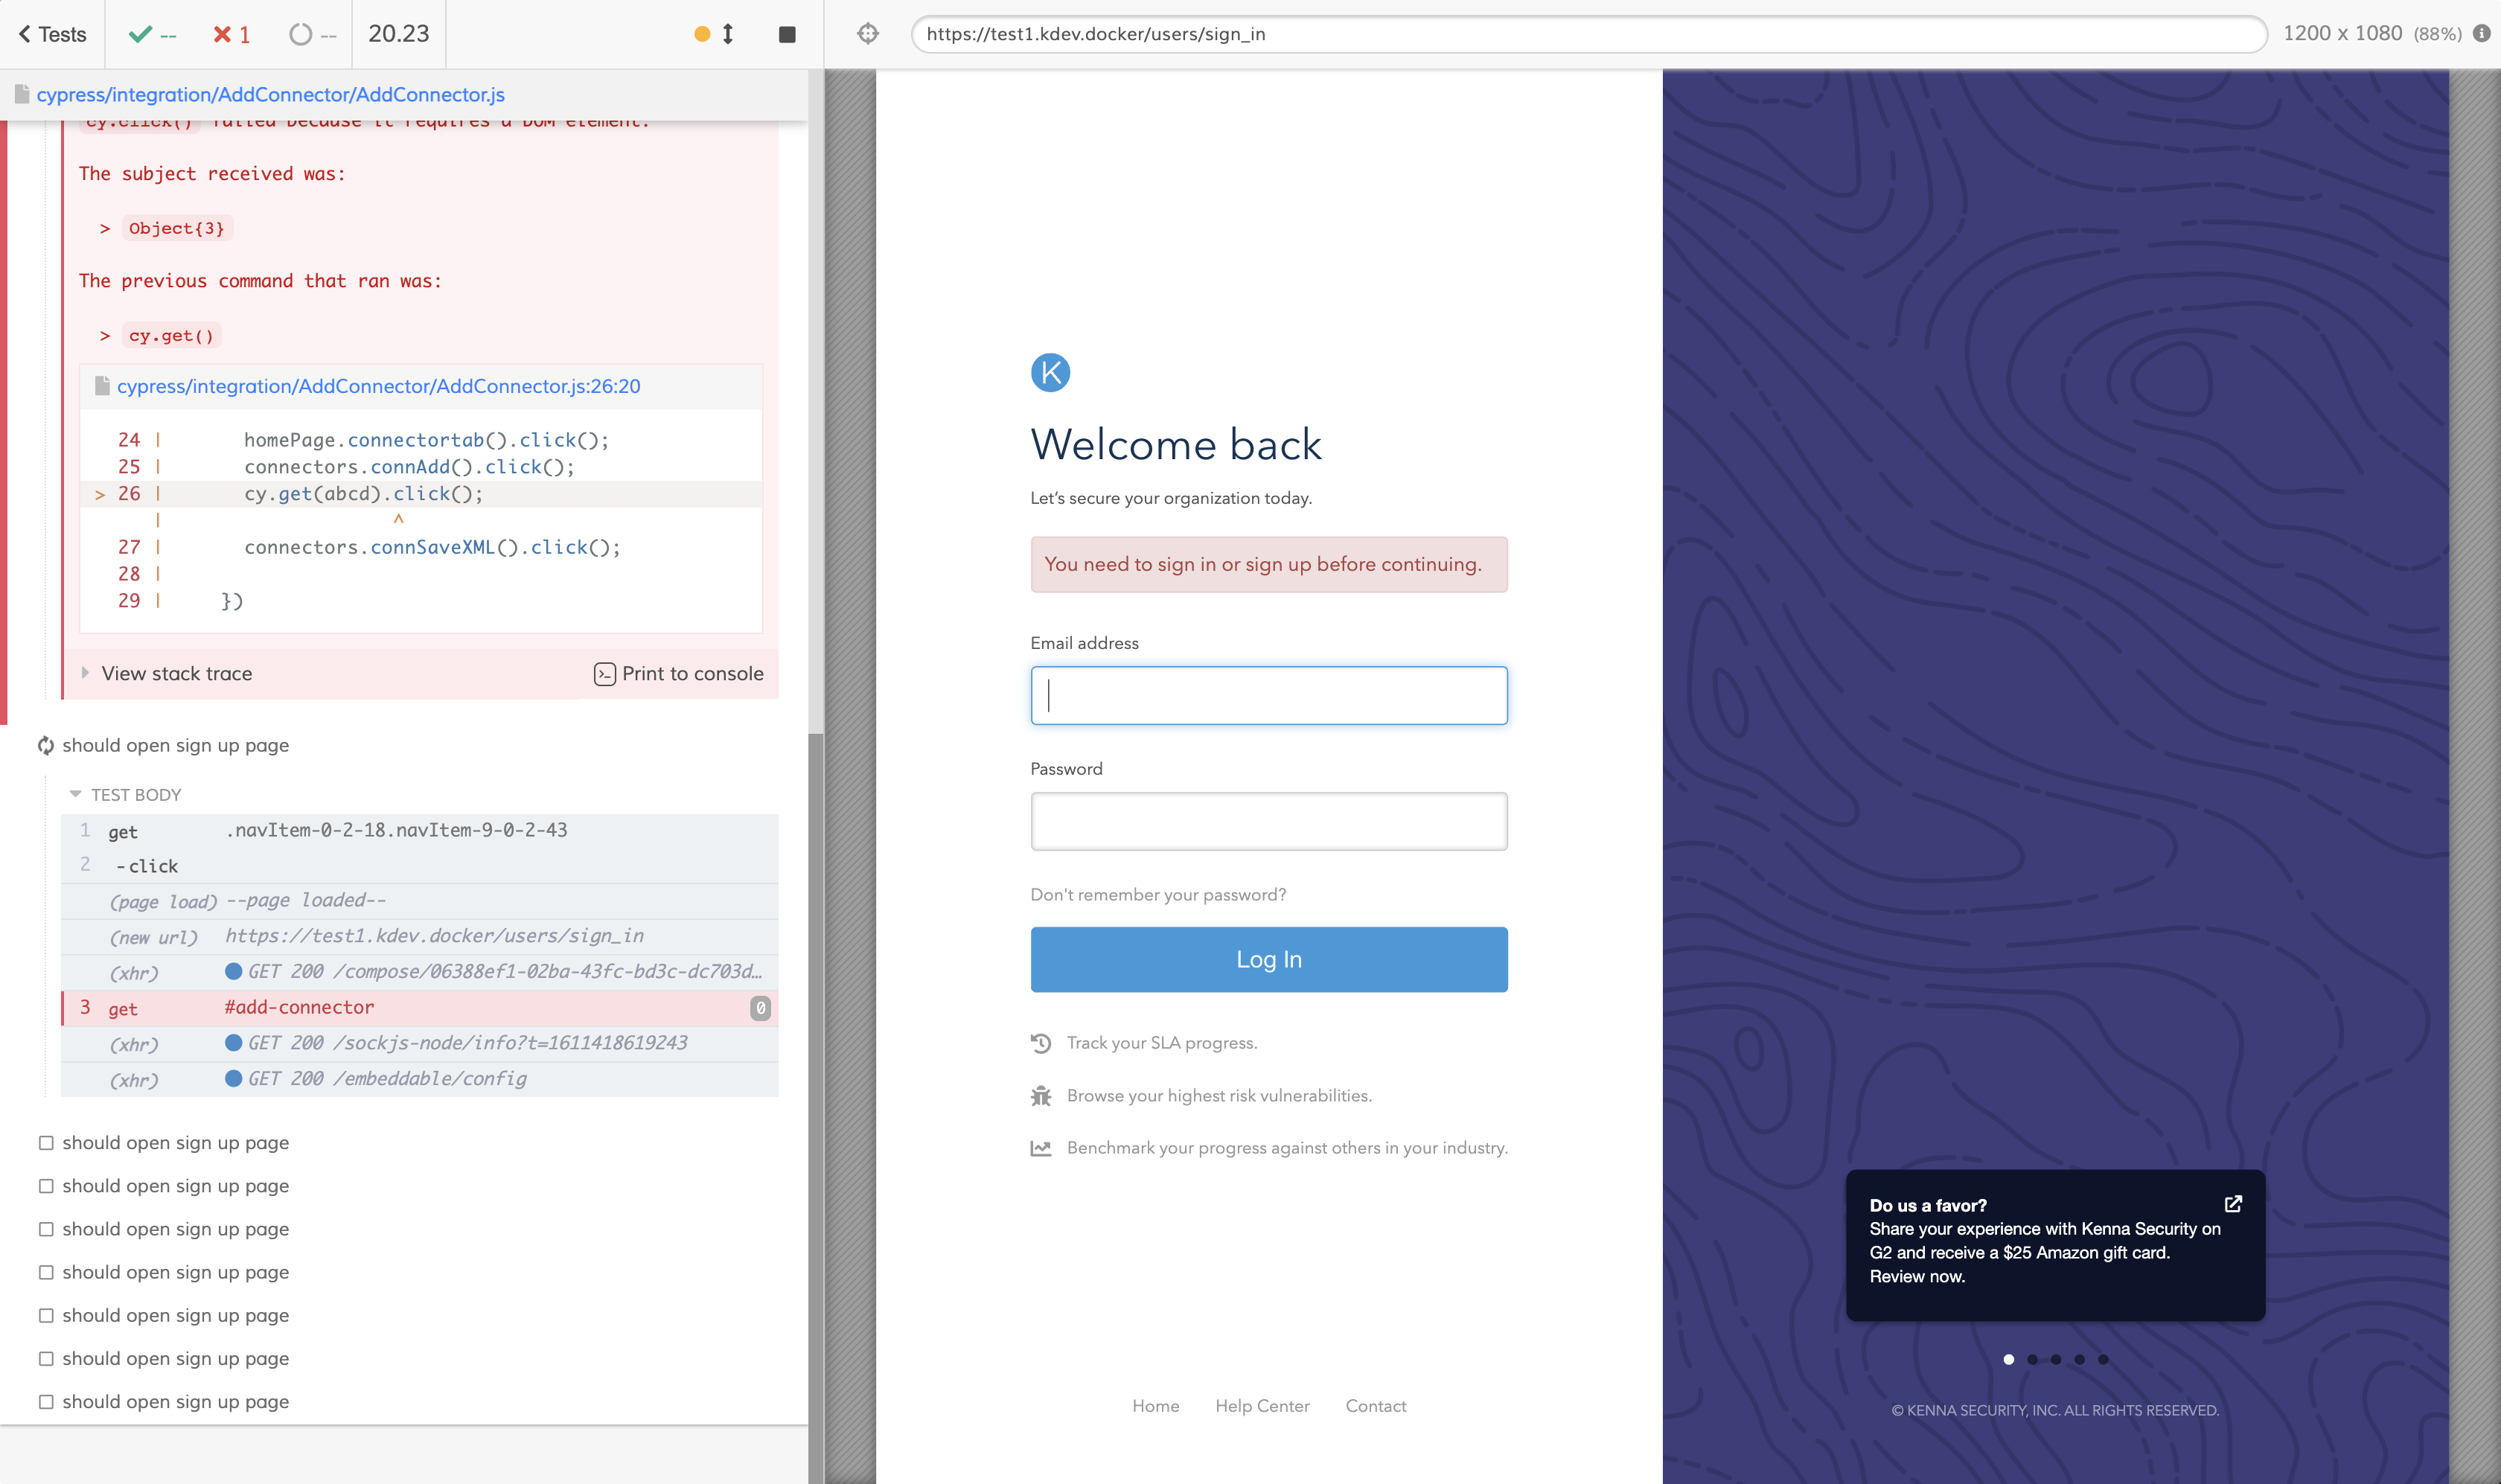 Tests
--
1
--
20.23
https://test1.kdev.docker/users/sign_in
1200 x 1080 (88%)
cypress/integration/AddConnector/AddConnector.js
cy.click() failed because it requires a DOM element.
The subject received was:
> Object{3}
The previous command that ran was:
> cy.get()
cypress/integration/AddConnector/AddConnector.js:26:20
24 | homePage.connectortab().click();
25 | connectors.connAdd().click();
> 26 | cy.get(abcd).click();
| ^
27 | connectors.connSaveXML().click();
28 |
29 | })
View stack trace
Print to console
should open sign up page
TEST BODY
1 get .navItem-0-2-18.navItem-9-0-2-43
2 -click
(page load) --page loaded--
(new url) https://test1.kdev.docker/users/sign_in
(xhr) GET 200 /compose/06388ef1-02ba-43fc-bd3c-dc703d…
3 get #add-connector 0
(xhr) GET 200 /sockjs-node/info?t=1611418619243
(xhr) GET 200 /embeddable/config
should open sign up page
should open sign up page
should open sign up page
should open sign up page
should open sign up page
should open sign up page
should open sign up page
K
Welcome back
Let’s secure your organization today.
You need to sign in or sign up before continuing.
Email address
Password
Don't remember your password?
Log In
Track your SLA progress.
Browse your highest risk vulnerabilities.
Benchmark your progress against others in your industry.
Home Help Center Contact
Do us a favor?
Share your experience with Kenna Security on
G2 and receive a $25 Amazon gift card.
Review now.
© KENNA SECURITY, INC. ALL RIGHTS RESERVED.